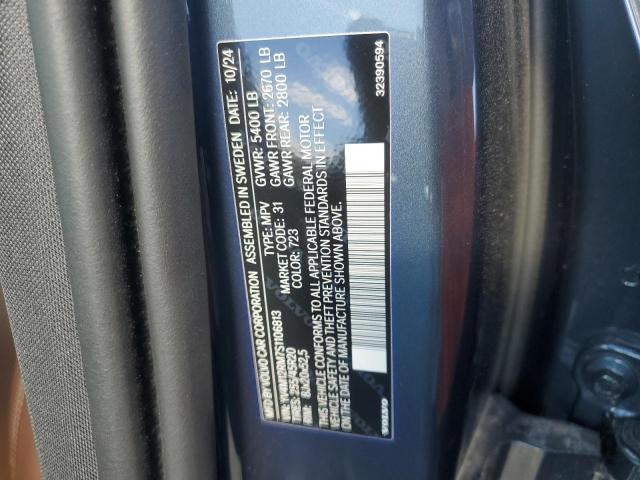 MFD BY VOLVO CAR CORPORATION ASSEMBLED IN SWEDEN DATE: 10/24
TYPE: MPV GVWR: 5400 LB
MARKET CODE: 31 GAWR FRONT: 2670 LB
COLOR: 723 GAWR REAR: 2800 LB
THIS VEHICLE CONFORMS TO ALL APPLICABLE FEDERAL MOTOR
VEHICLE SAFETY AND THEFT PREVENTION STANDARDS IN EFFECT
ON THE DATE OF MANUFACTURE SHOWN ABOVE.
VOLVO
32390594